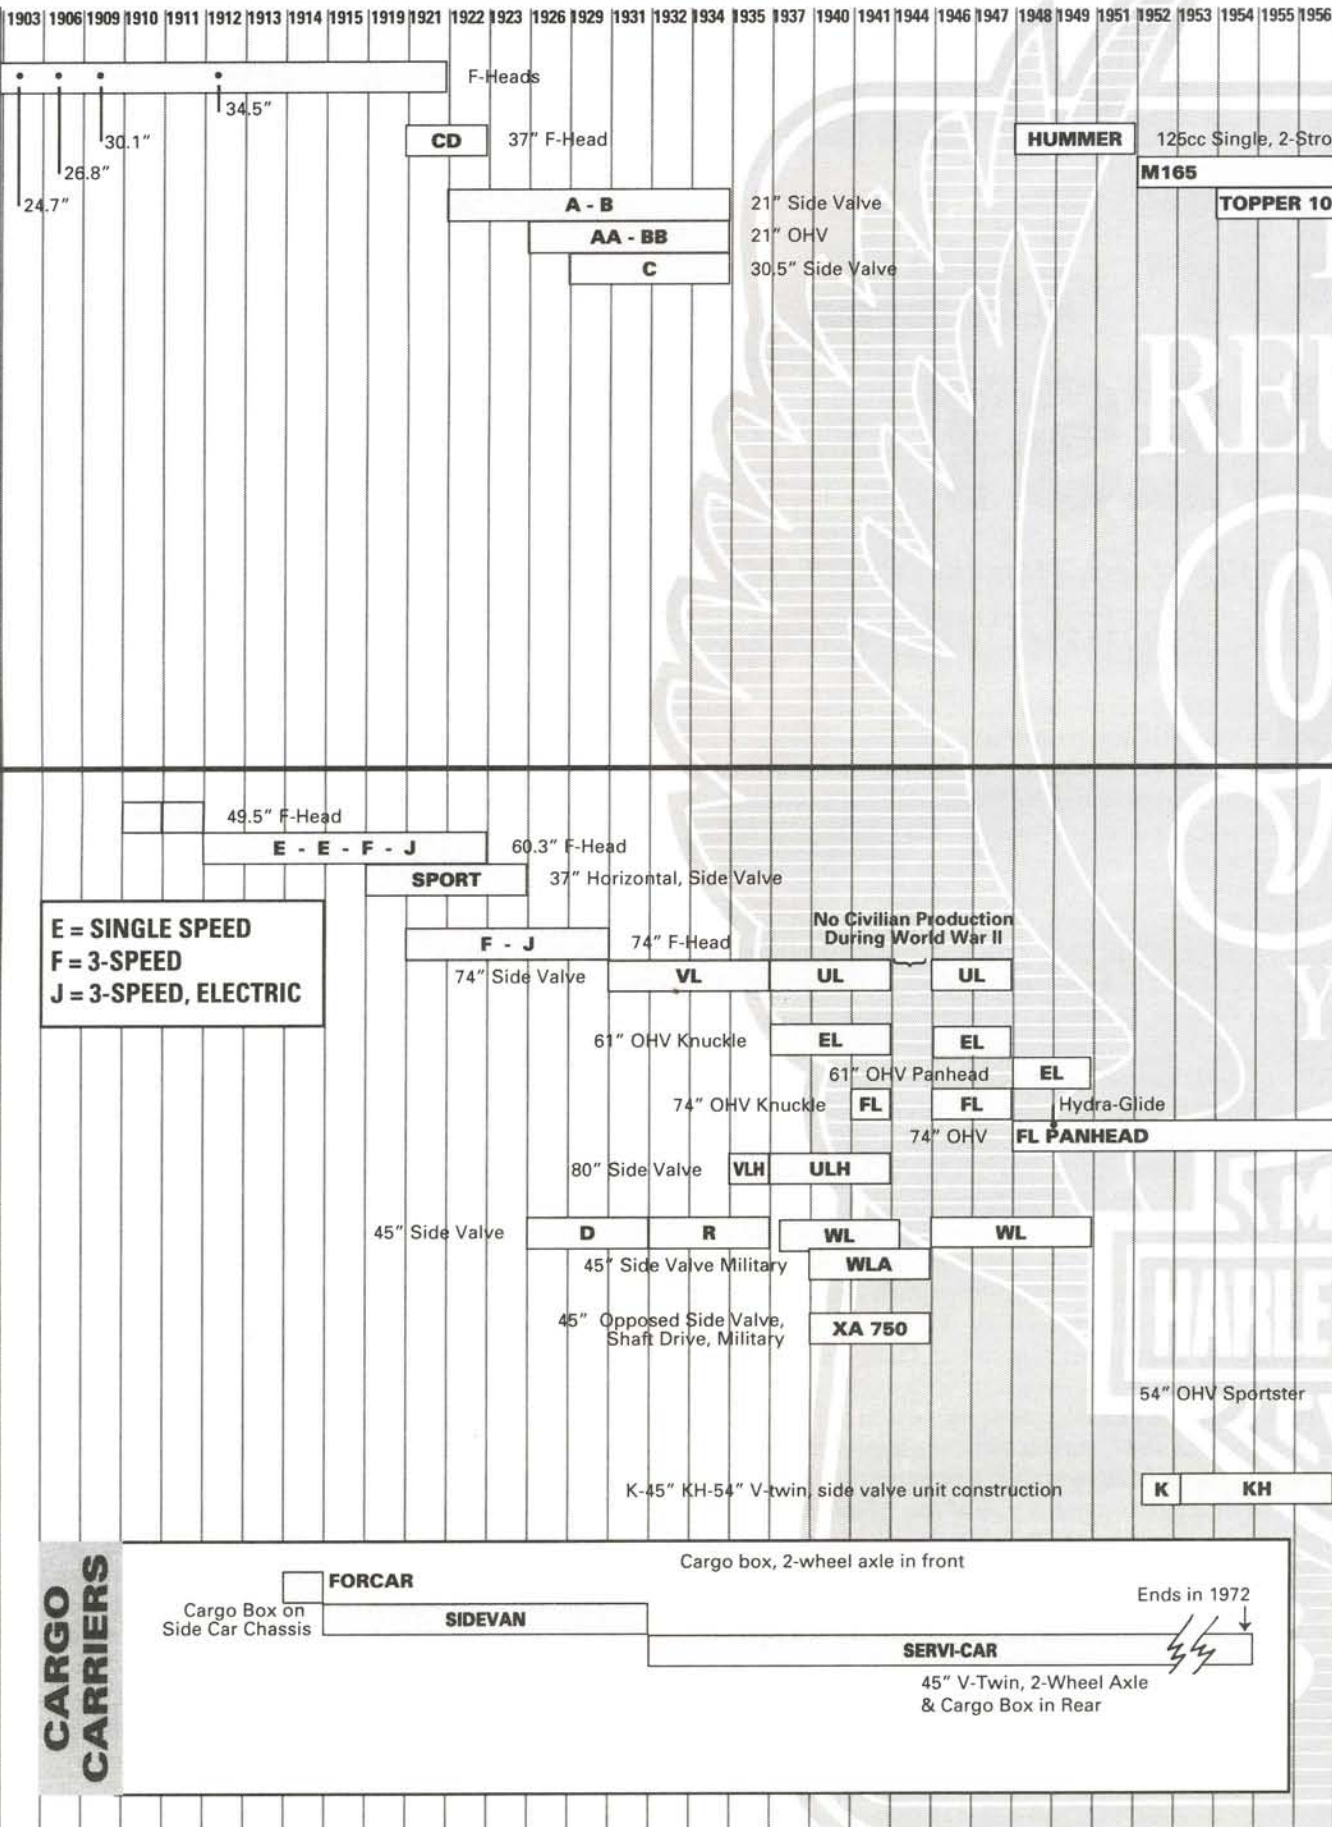 1903 1906 1909 1910 1911 1912 1913 1914 1915 1919 1921 1922 1923 1926 1929 1931 1932 1934 1935 1937 1940 1941 1944 1946 1947 1948 1949 1951 1952 1953 1954 1955 1956
F-Heads
34.5"
30.1"
26.8"
24.7"
CD 37" F-Head
HUMMER 125cc Single, 2-Stro
M165
A - B 21" Side Valve
TOPPER 10
AA - BB 21" OHV
C 30.5" Side Valve
RE
49.5" F-Head
E - E - F - J 60.3" F-Head
SPORT 37" Horizontal, Side Valve
E = SINGLE SPEED
F = 3-SPEED
J = 3-SPEED, ELECTRIC
No Civilian Production
During World War II
F - J 74" F-Head
74" Side Valve VL UL UL
61" OHV Knuckle EL EL
61" OHV Panhead EL
74" OHV Knuckle FL FL Hydra-Glide
74" OHV FL PANHEAD
80" Side Valve VLH ULH
45" Side Valve D R WL WL
45" Side Valve Military WLA
45" Opposed Side Valve,
Shaft Drive, Military
XA 750
HARLE
54" OHV Sportster
K-45" KH-54" V-twin, side valve unit construction K KH
CARGO
CARRIERS
Cargo box, 2-wheel axle in front
FORCAR
Cargo Box on
Side Car Chassis
SIDEVAN
Ends in 1972
SERVI-CAR
45" V-Twin, 2-Wheel Axle
& Cargo Box in Rear